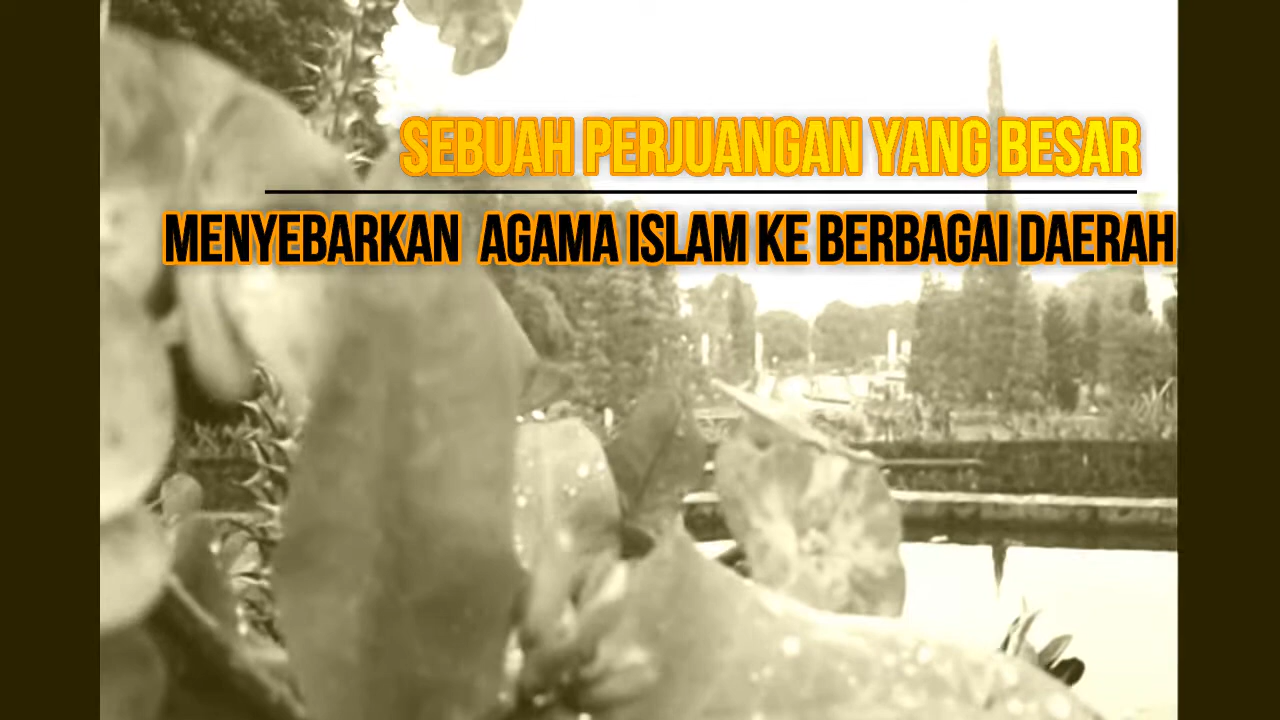 SEBUAH PERJUANGAN YANG BESAR
MENYEBARKAN AGAMA ISLAM KE BERBAGAI DAERAH